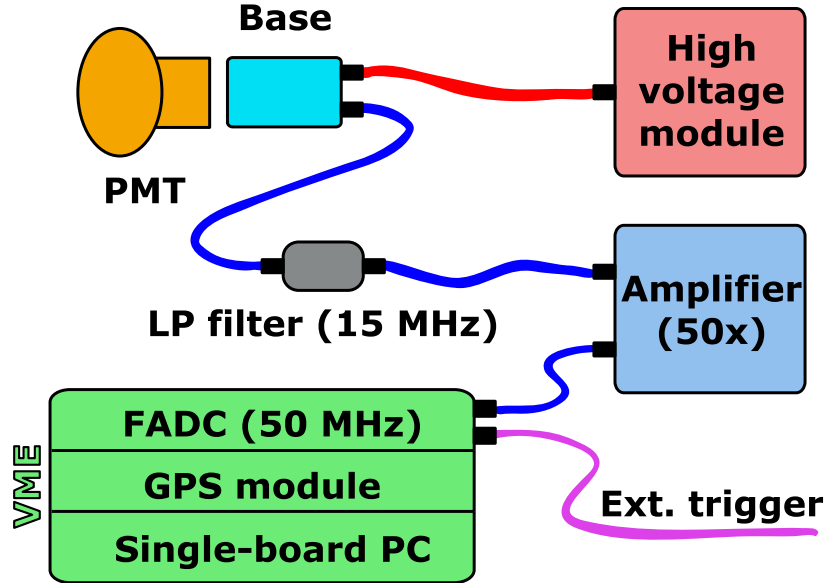 Base
High
voltage
module
PMT
LP filter (15 MHz)
Amplifier
(50x)
VME
FADC (50 MHz)
GPS module
Single-board PC
Ext. trigger